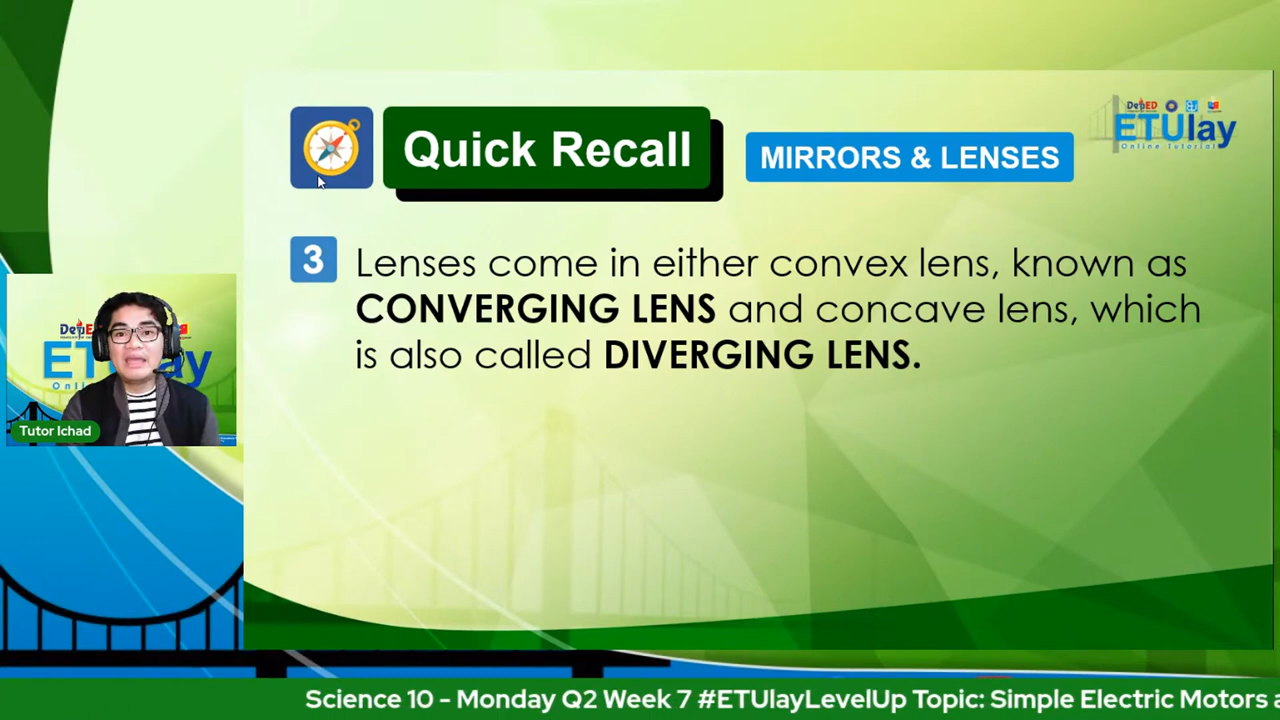 Quick Recall
MIRRORS & LENSES
DepED
ETUlay
Online Tutorial
3
Lenses come in either convex lens, known as
CONVERGING LENS and concave lens, which
is also called DIVERGING LENS.
Tutor Ichad
Science 10 - Monday Q2 Week 7 #ETUlayLevelUp Topic: Simple Electric Motors